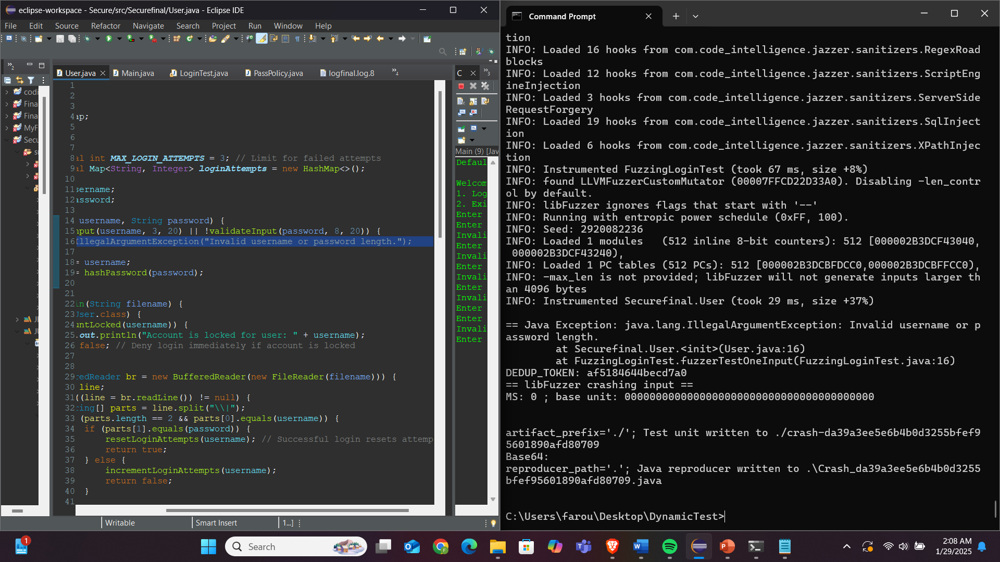 eclipse-workspace - Secure/src/Securefinal/User.java - Eclipse IDE
File Edit Source Refactor Navigate Search Project Run Window Help
User.java
Main.java
LoginTest.java
PassPolicy.java
logfinal.log.8
codi
Fina
Fina
MyF
Secu
1
2
3
4 ap;
5
6
7
8 al int MAX_LOGIN_ATTEMPTS = 3; // Limit for failed attempts
9 al Map<String, Integer> loginAttempts = new HashMap<>();
10
11 sername;
12 assword;
13
14 username, String password) {
15 nput(username, 3, 20) || !validateInput(password, 8, 20)) {
16 IllegalArgumentException("Invalid username or password length.");
17
18 = username;
19 = hashPassword(password);
20
21
22 in(String filename) {
23 User.class) {
24 untLocked(username)) {
25 .out.println("Account is locked for user: " + username);
26 false; // Deny login immediately if account is locked
27
28
29 redReader br = new BufferedReader(new FileReader(filename))) {
30 line;
31 ((line = br.readLine()) != null) {
32 ring[] parts = line.split("\\|");
33 (parts.length == 2 && parts[0].equals(username)) {
34 if (parts[1].equals(password)) {
35 resetLoginAttempts(username); // Successful login resets attemp
36 return true;
37 } else {
38 incrementLoginAttempts(username);
39 return false;
40 }
41
C
Main (9) [Jav
Defaul
Welcom
1. Log
2. Exi
Enter
Enter
Invali
Enter
Invali
Enter
Invali
Enter
Invali
Enter
Enter
Invali
Enter
Writable
Smart Insert
1...]
Command Prompt
tion
INFO: Loaded 16 hooks from com.code_intelligence.jazzer.sanitizers.RegexRoad
blocks
INFO: Loaded 12 hooks from com.code_intelligence.jazzer.sanitizers.ScriptEng
ineInjection
INFO: Loaded 3 hooks from com.code_intelligence.jazzer.sanitizers.ServerSide
RequestForgery
INFO: Loaded 19 hooks from com.code_intelligence.jazzer.sanitizers.SqlInject
ion
INFO: Loaded 6 hooks from com.code_intelligence.jazzer.sanitizers.XPathInjec
tion
INFO: Instrumented FuzzingLoginTest (took 67 ms, size +8%)
INFO: found LLVMFuzzerCustomMutator (00007FFCD22D33A0). Disabling -len_contr
ol by default.
INFO: libFuzzer ignores flags that start with '--'
INFO: Running with entropic power schedule (0xFF, 100).
INFO: Seed: 2920082236
INFO: Loaded 1 modules   (512 inline 8-bit counters): 512 [000002B3DCF43040,
 000002B3DCF43240),
INFO: Loaded 1 PC tables (512 PCs): 512 [000002B3DCBFDCC0,000002B3DCBFFCC0),
INFO: -max_len is not provided; libFuzzer will not generate inputs larger th
an 4096 bytes
INFO: Instrumented Securefinal.User (took 29 ms, size +37%)
== Java Exception: java.lang.IllegalArgumentException: Invalid username or p
assword length.
        at Securefinal.User.<init>(User.java:16)
        at FuzzingLoginTest.fuzzerTestOneInput(FuzzingLoginTest.java:16)
DEDUP_TOKEN: af5184644becd7a0
== libFuzzer crashing input ==
MS: 0 ; base unit: 0000000000000000000000000000000000000000
artifact_prefix='./'; Test unit written to ./crash-da39a3ee5e6b4b0d3255bfef9
5601890afd80709
Base64:
reproducer_path='.'; Java reproducer written to .\Crash_da39a3ee5e6b4b0d3255
bfef95601890afd80709.java
C:\Users\farou\Desktop\DynamicTest>
1
Search
2:08 AM
1/29/2025